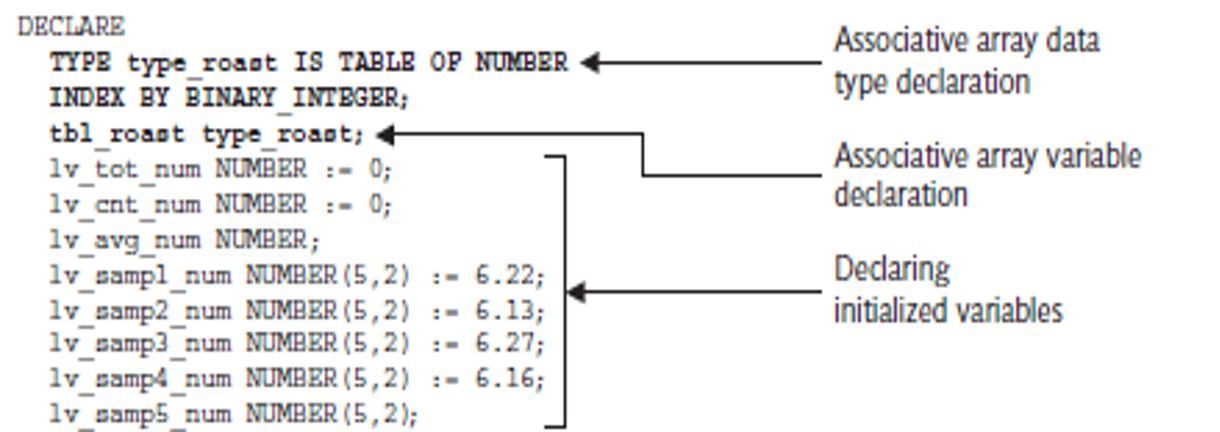 DECLARE
TYPE type_roast IS TABLE OF NUMBER
INDEX BY BINARY_INTEGER;
tbl_roast type_roast;
lv_tot_num NUMBER := 0;
lv_cnt_num NUMBER := 0;
lv_avg_num NUMBER;
lv_samp1_num NUMBER(5,2) := 6.22;
lv_samp2_num NUMBER(5,2) := 6.13;
lv_samp3_num NUMBER(5,2) := 6.27;
lv_samp4_num NUMBER(5,2) := 6.16;
lv_samp5_num NUMBER(5,2);
Associative array data
type declaration
Associative array variable
declaration
Declaring
initialized variables